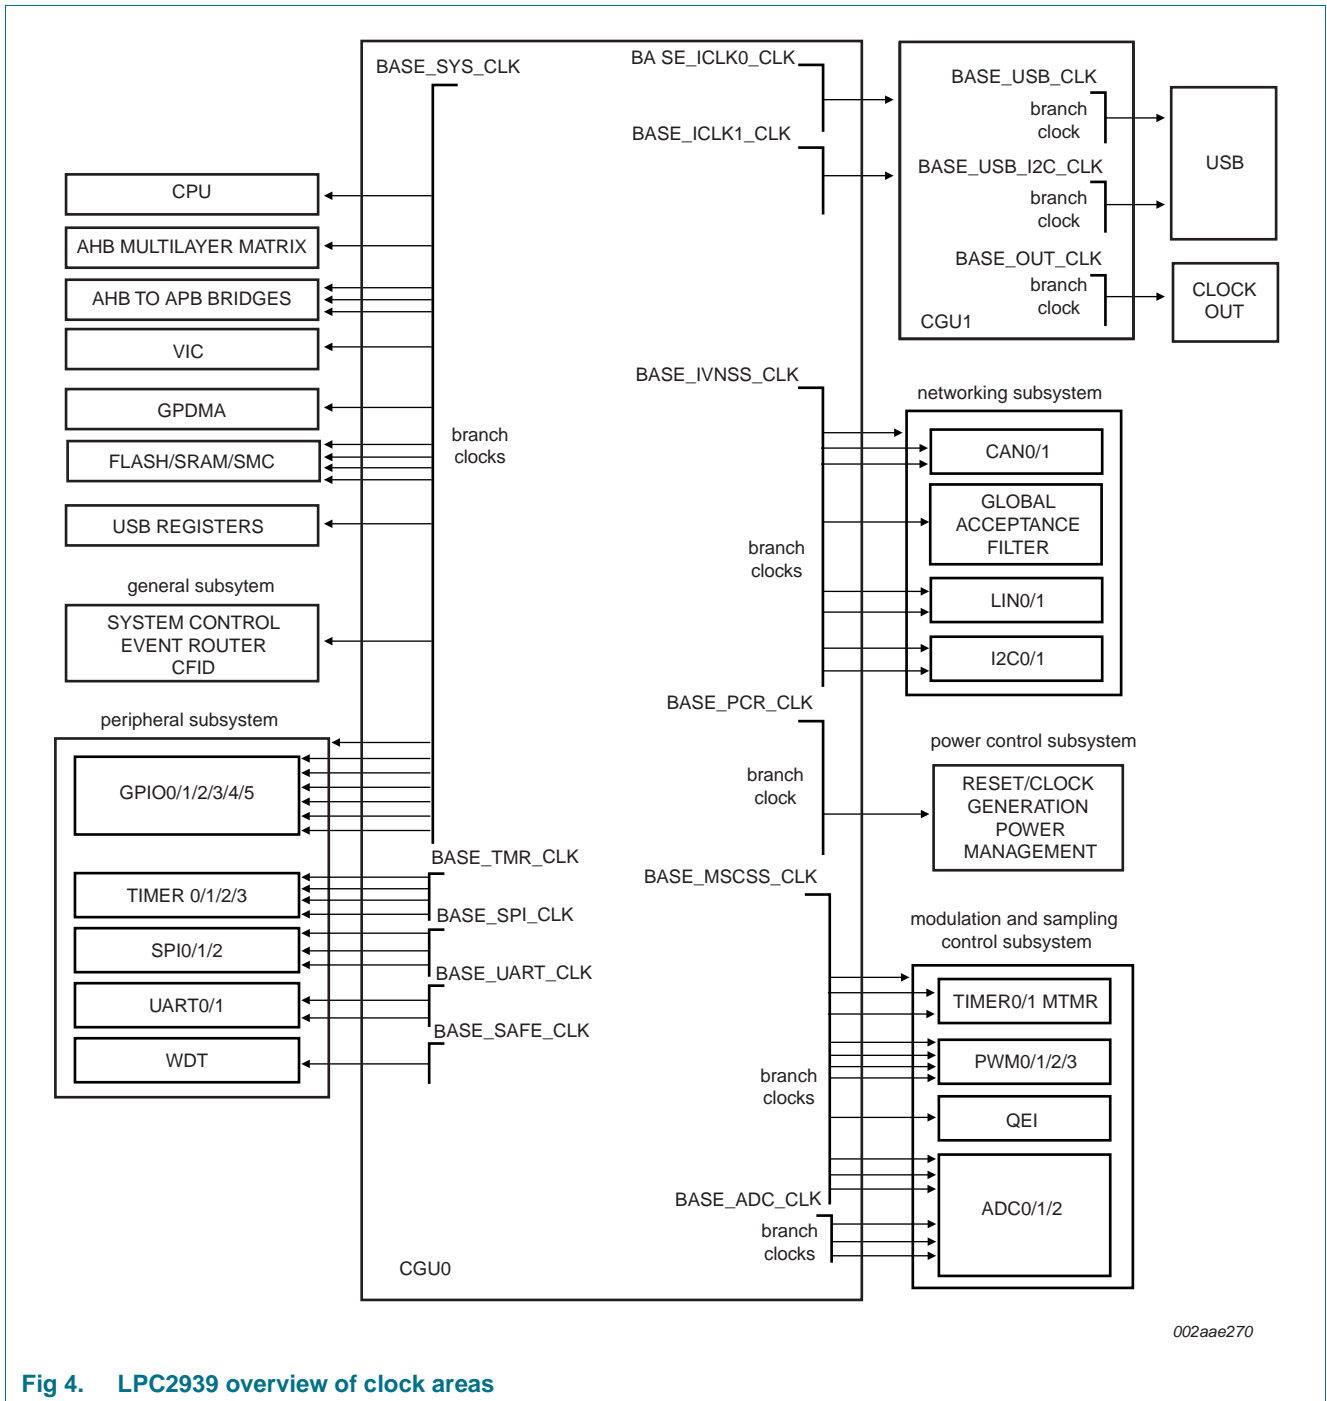 BASE_SYS_CLK
CPU
AHB MULTILAYER MATRIX
AHB TO APB BRIDGES
VIC
GPDMA
FLASH/SRAM/SMC
USB REGISTERS
branch
clocks
general subsytem
SYSTEM CONTROL
EVENT ROUTER
CFID
peripheral subsystem
GPIO0/1/2/3/4/5
BASE_TMR_CLK
TIMER 0/1/2/3
BASE_SPI_CLK
SPI0/1/2
BASE_UART_CLK
UART0/1
BASE_SAFE_CLK
WDT
CGU0
BA SE_ICLK0_CLK
BASE_ICLK1_CLK
BASE_USB_CLK
branch
clock
BASE_USB_I2C_CLK
branch
clock
USB
BASE_OUT_CLK
branch
clock
CLOCK
OUT
CGU1
BASE_IVNSS_CLK
branch
clocks
networking subsystem
CAN0/1
GLOBAL
ACCEPTANCE
FILTER
LIN0/1
I2C0/1
BASE_PCR_CLK
branch
clock
power control subsystem
RESET/CLOCK
GENERATION
POWER
MANAGEMENT
BASE_MSCSS_CLK
branch
clocks
modulation and sampling
control subsystem
TIMER0/1 MTMR
PWM0/1/2/3
QEI
BASE_ADC_CLK
branch
clocks
ADC0/1/2
002aae270
Fig 4. LPC2939 overview of clock areas